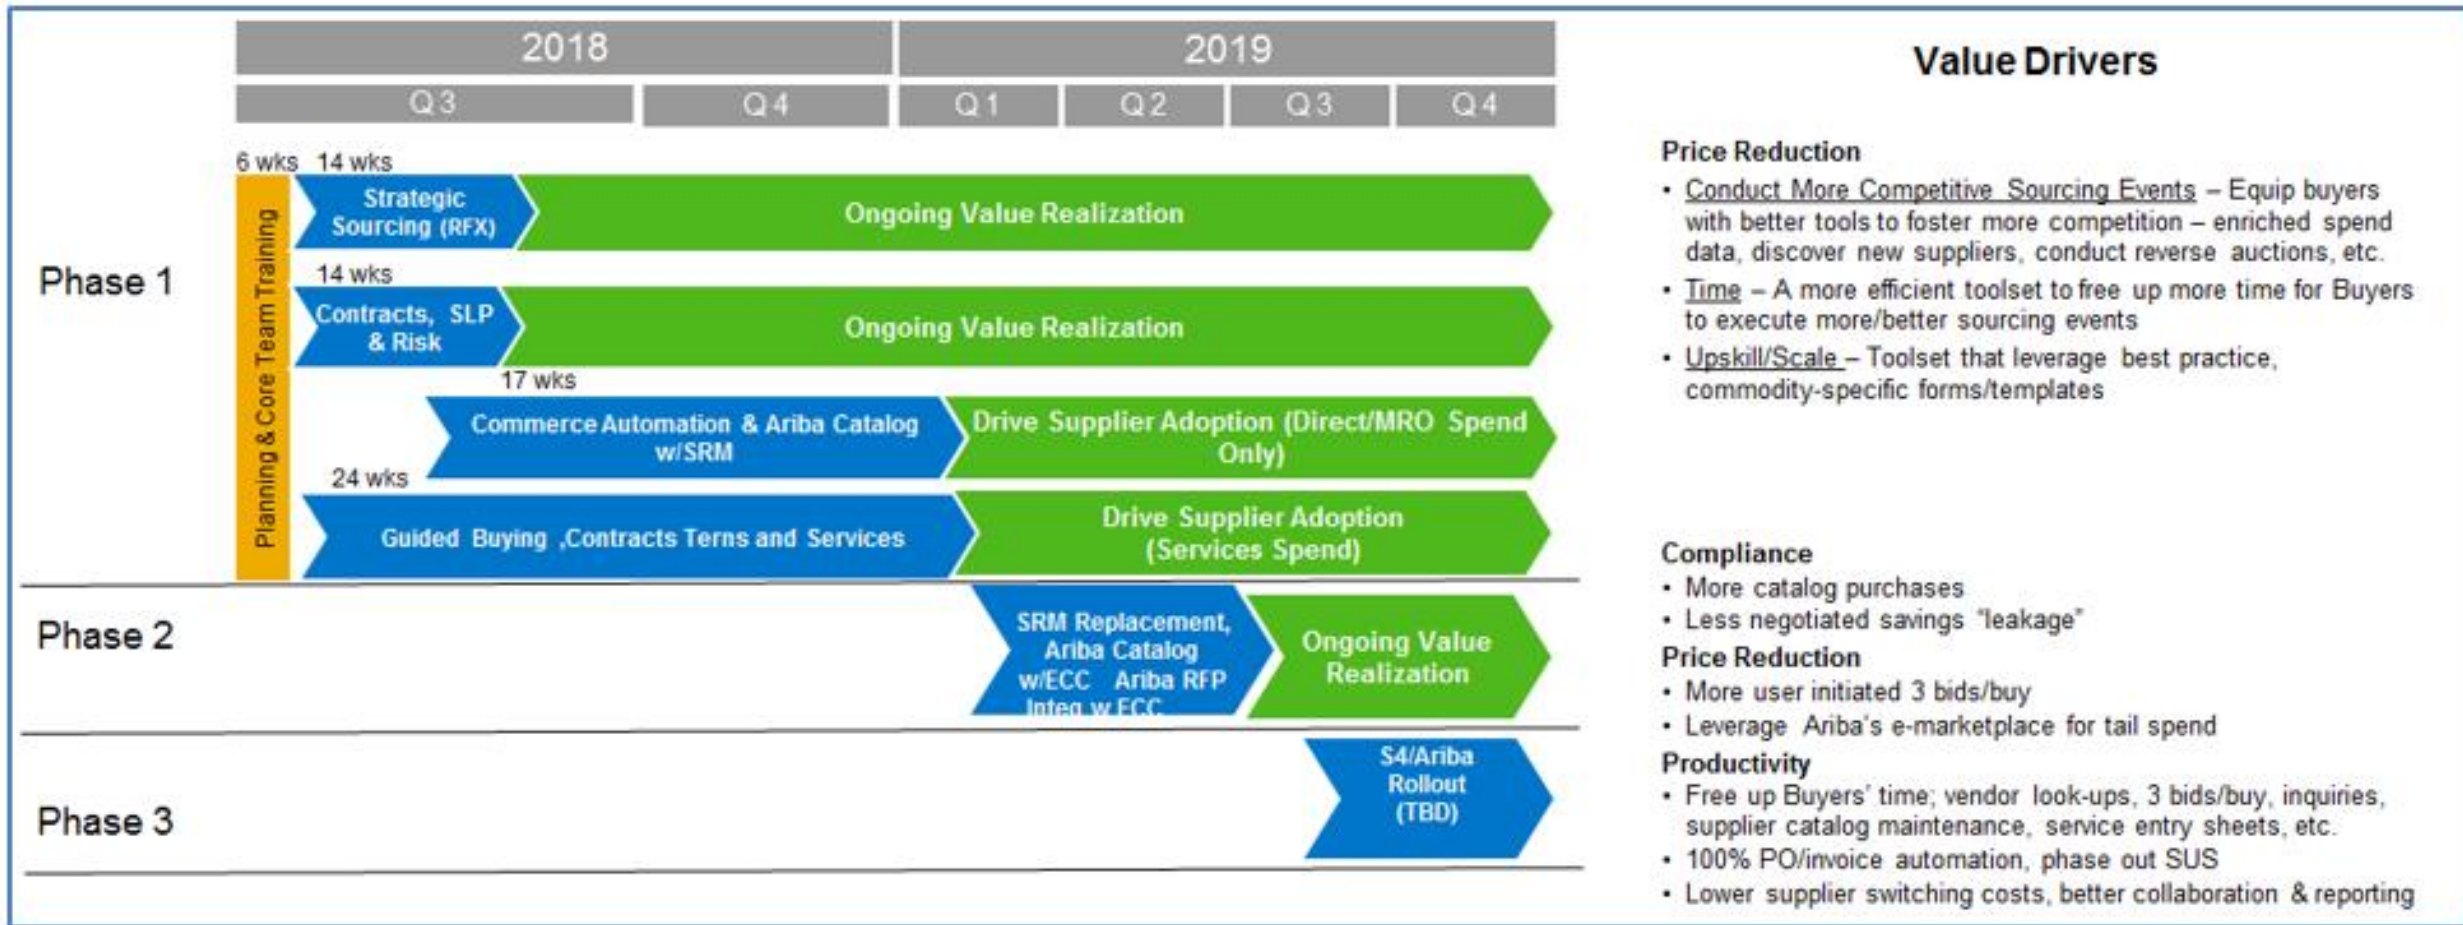 2018
2019
Value Drivers
Q3
Q4
Q1
Q2
Q3
Q4
6 wks
14 wks
Phase 1
Planning & Core Team Training
Strategic
Sourcing (RFX)
Ongoing Value Realization
14 wks
Contracts, SLP
& Risk
Ongoing Value Realization
17 wks
Commerce Automation & Ariba Catalog
w/SRM
Drive Supplier Adoption (Direct/MRO Spend
Only)
24 wks
Guided Buying ,Contracts Terns and Services
Drive Supplier Adoption
(Services Spend)
Phase 2
SRM Replacement,
Ariba Catalog
w/ECC Ariba RFP
Integ w ECC
Ongoing Value
Realization
Phase 3
S4/Ariba
Rollout
(TBD)
Price Reduction
• Conduct More Competitive Sourcing Events – Equip buyers
with better tools to foster more competition – enriched spend
data, discover new suppliers, conduct reverse auctions, etc.
• Time – A more efficient toolset to free up more time for Buyers
to execute more/better sourcing events
• Upskill/Scale – Toolset that leverage best practice,
commodity-specific forms/templates
Compliance
• More catalog purchases
• Less negotiated savings “leakage”
Price Reduction
• More user initiated 3 bids/buy
• Leverage Ariba’s e-marketplace for tail spend
Productivity
• Free up Buyers’ time; vendor look-ups, 3 bids/buy, inquiries,
supplier catalog maintenance, service entry sheets, etc.
• 100% PO/invoice automation, phase out SUS
• Lower supplier switching costs, better collaboration & reporting